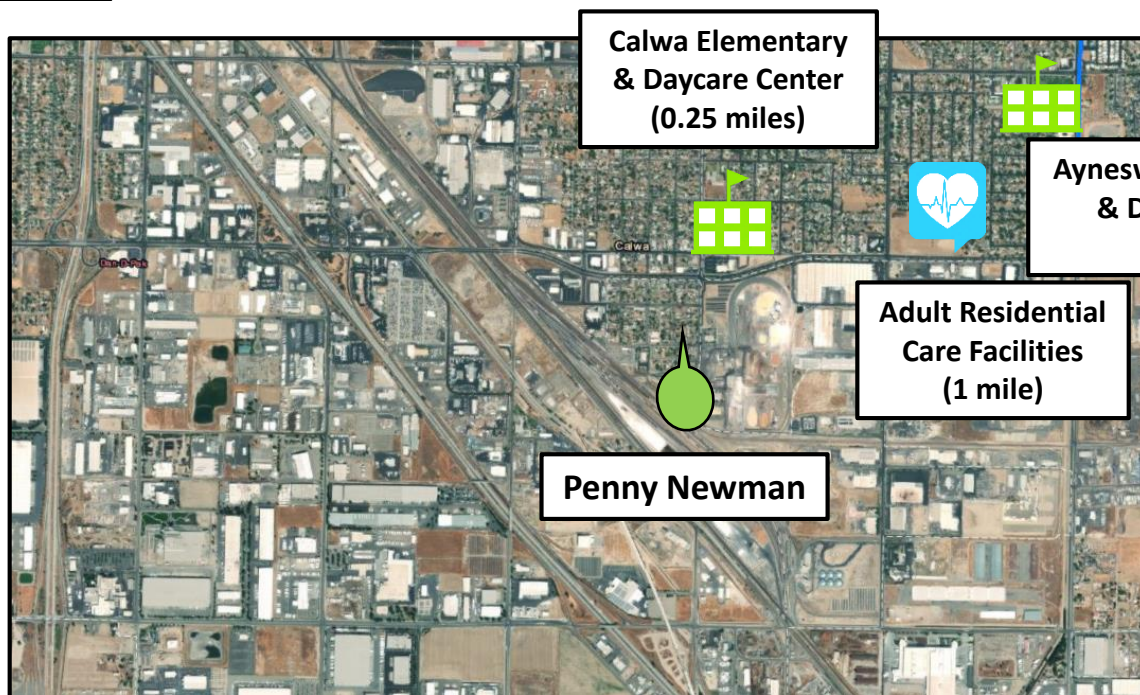 Calwa Elementary
& Daycare Center
(0.25 miles)
Calwa
Adult Residential
Care Facilities
(1 mile)
Penny Newman